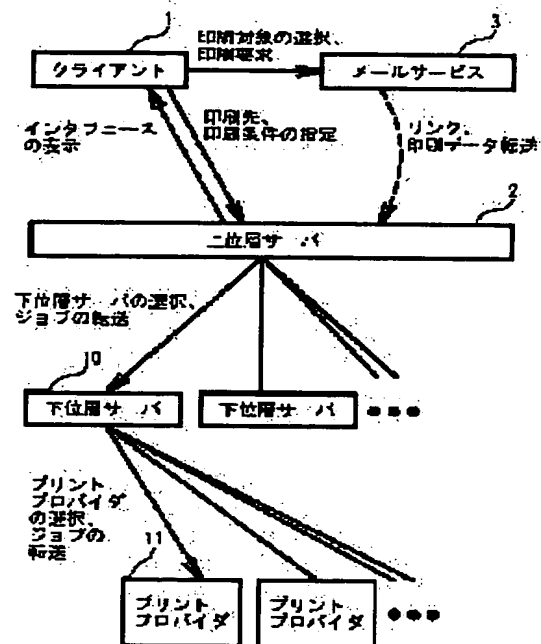 1
印刷対象の選択、
印刷要求
3
クライアント
メールサービス
インタフェース
の表示
印刷先、
印刷条件の指定
リンク、
印刷データ転送
2
上位層サーバ
下位層サーバの選択、
ジョブの転送
10
下位層サーバ
下位層サーバ
プリント
プロバイダ
の選択、
ジョブの
転送
11
プリント
プロバイダ
プリント
プロバイダ